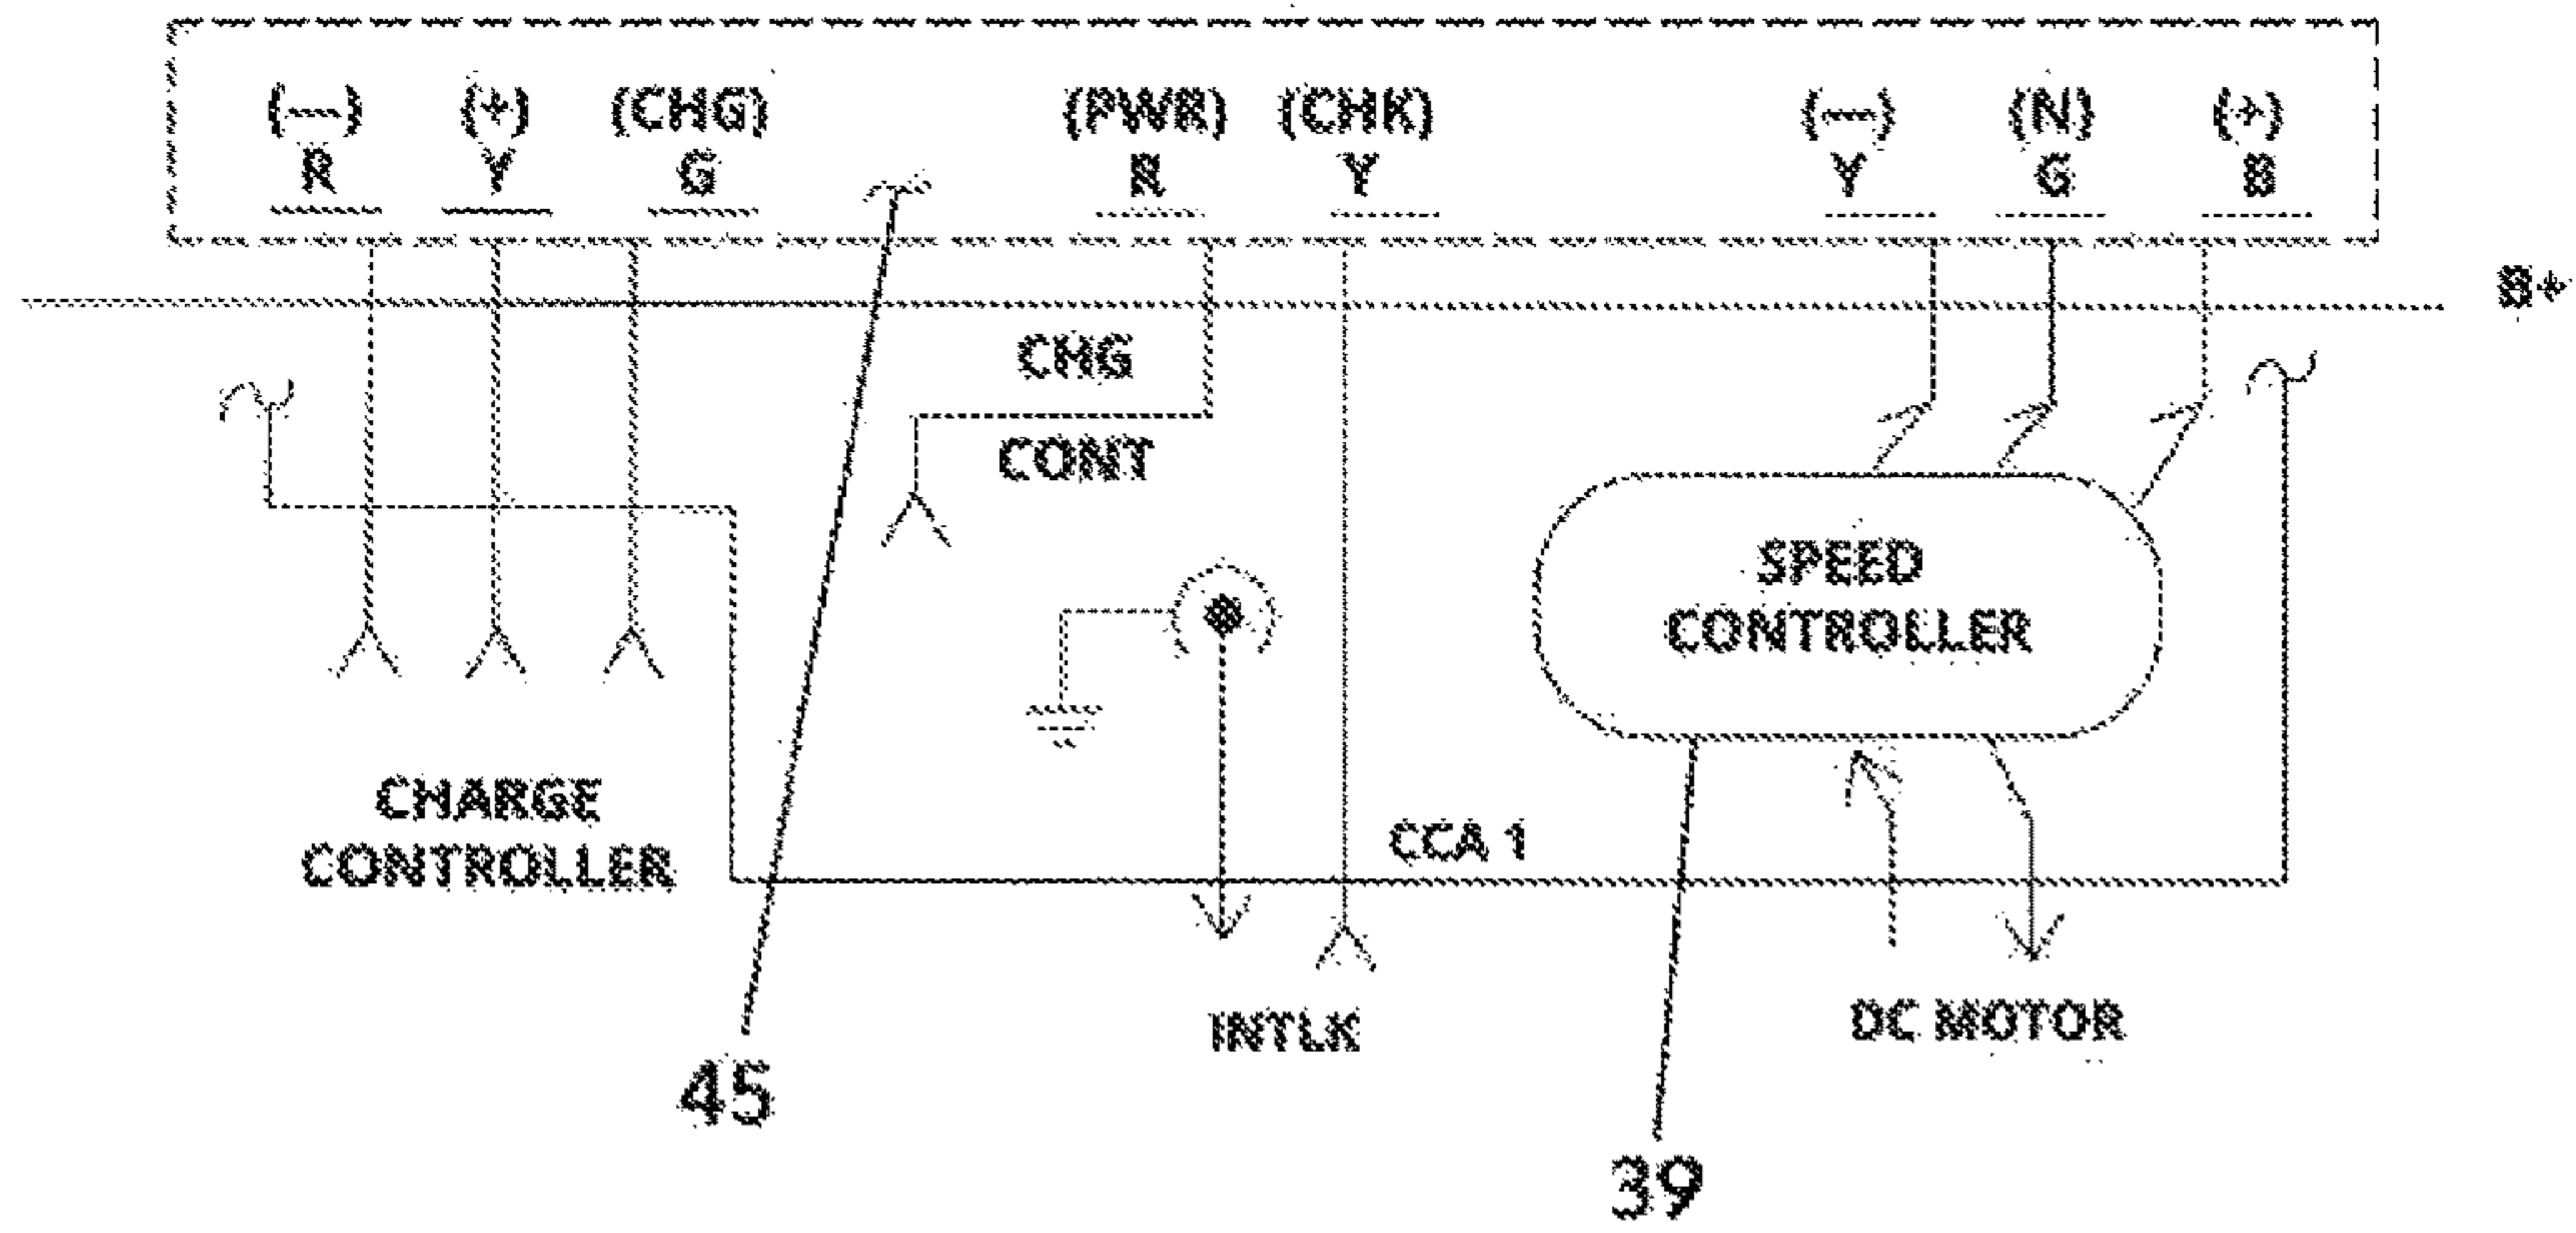 (—) (+) (CHG) (PWR) (CHK) (—) (N) (+)
R Y G R Y Y G B
B+
CHG
CONT
SPEED
CONTROLLER
CHARGE
CONTROLLER
CCA 1
INTLK
DC MOTOR
45
39